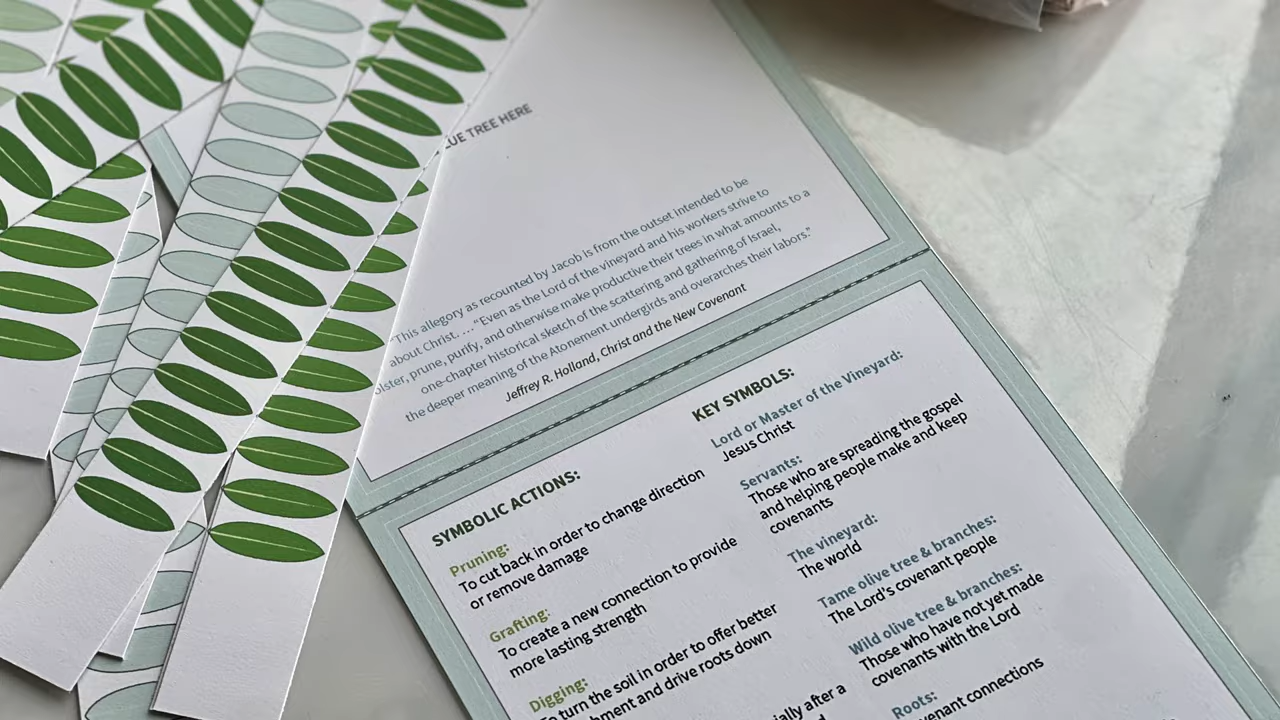 TREE HERE
"This allegory as recounted by Jacob is from the outset intended to be
about Christ. ... "Even as the Lord of the vineyard and his workers strive to
prune, purify, and otherwise make productive their trees in what amounts to a
one-chapter historical sketch of the scattering and gathering of Israel,
the deeper meaning of the Atonement undergirds and overarches their labors."
Jeffrey R. Holland, Christ and the New Covenant
SYMBOLIC ACTIONS:
Pruning:
To cut back in order to change direction
or remove damage
Grafting:
To create a new connection to provide
more lasting strength
Digging:
To turn the soil in order to offer better
and drive roots down
after a
KEY SYMBOLS:
Lord or Master of the Vineyard:
Jesus Christ
Servants:
Those who are spreading the gospel
and helping people make and keep
covenants
The vineyard:
The world
Tame olive tree & branches:
The Lord's covenant people
Wild olive tree & branches:
Those who have not yet made
covenants with the Lord
Roots:
connections